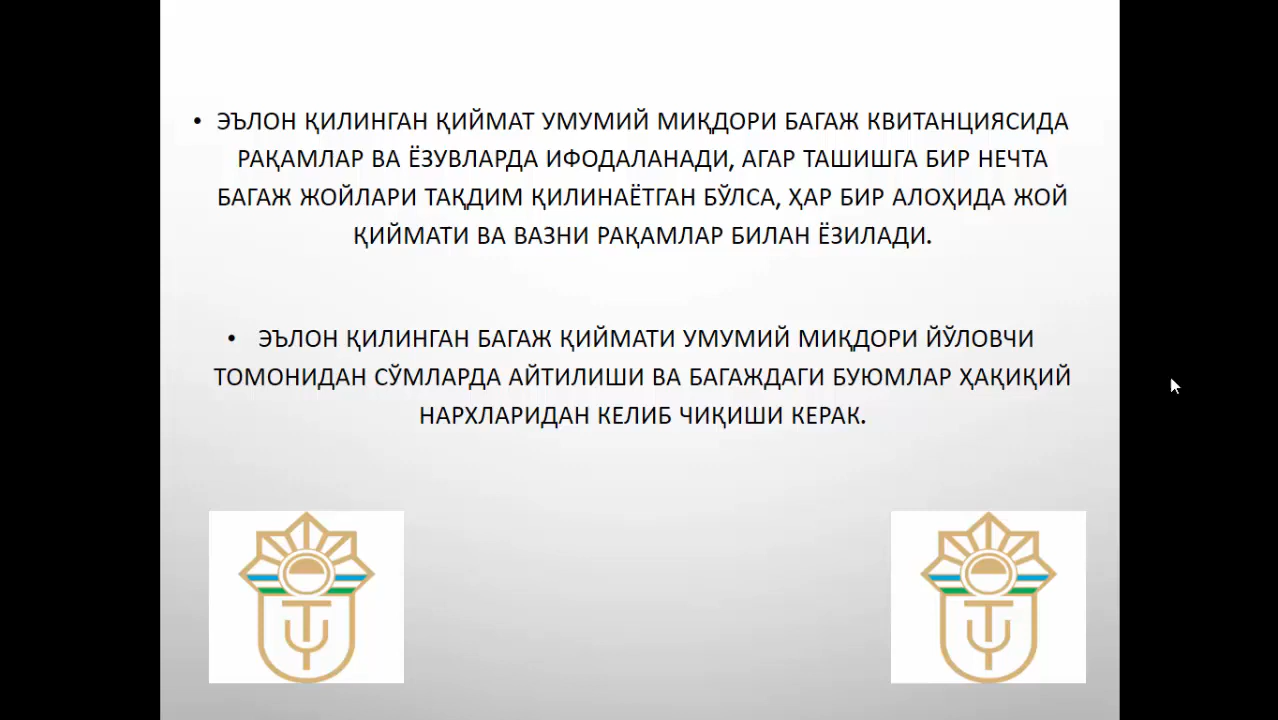 • ЭЪЛОН ҚИЛИНГАН ҚИЙМАТ УМУМИЙ МИҚДОРИ БАГАЖ КВИТАНЦИЯСИДА
РАҚАМЛАР ВА ЁЗУВЛАРДА ИФОДАЛАНАДИ, АГАР ТАШИШГА БИР НЕЧТА
БАГАЖ ЖОЙЛАРИ ТАҚДИМ ҚИЛИНАЁТГАН БЎЛСА, ҲАР БИР АЛОҲИДА ЖОЙ
ҚИЙМАТИ ВА ВАЗНИ РАҚАМЛАР БИЛАН ЁЗИЛАДИ.
• ЭЪЛОН ҚИЛИНГАН БАГАЖ ҚИЙМАТИ УМУМИЙ МИҚДОРИ ЙЎЛОВЧИ
ТОМОНИДАН СЎМЛАРДА АЙТИЛИШИ ВА БАГАЖДАГИ БУЮМЛАР ҲАҚИҚИЙ
НАРХЛАРИДАН КЕЛИБ ЧИҚИШИ КЕРАК.